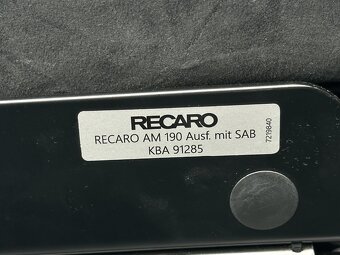 RECARO
RECARO AM 190 Ausf. mit SAB
KBA 91285
7219840